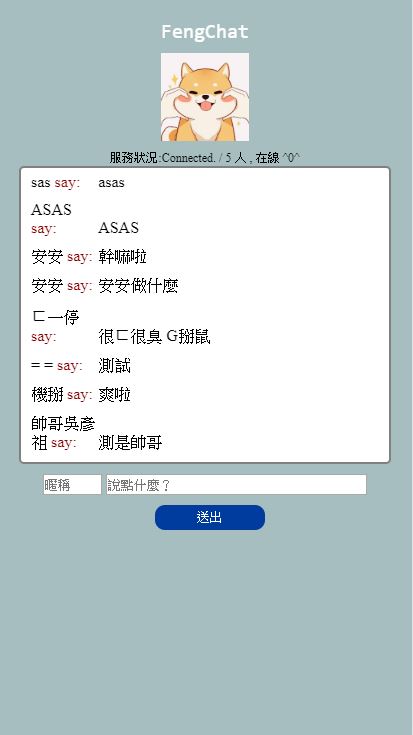 FengChat
服務狀況:Connected. / 5 人 , 在線 ^0^
sas say: asas
ASAS
say: ASAS
安安 say: 幹嘛啦
安安 say: 安安做什麼
ㄈ一停
say: 很ㄈ很臭 G掰鼠
= = say: 測試
機掰 say: 爽啦
帥哥吳彥
祖 say: 測是帥哥
暱稱 說點什麼？
送出